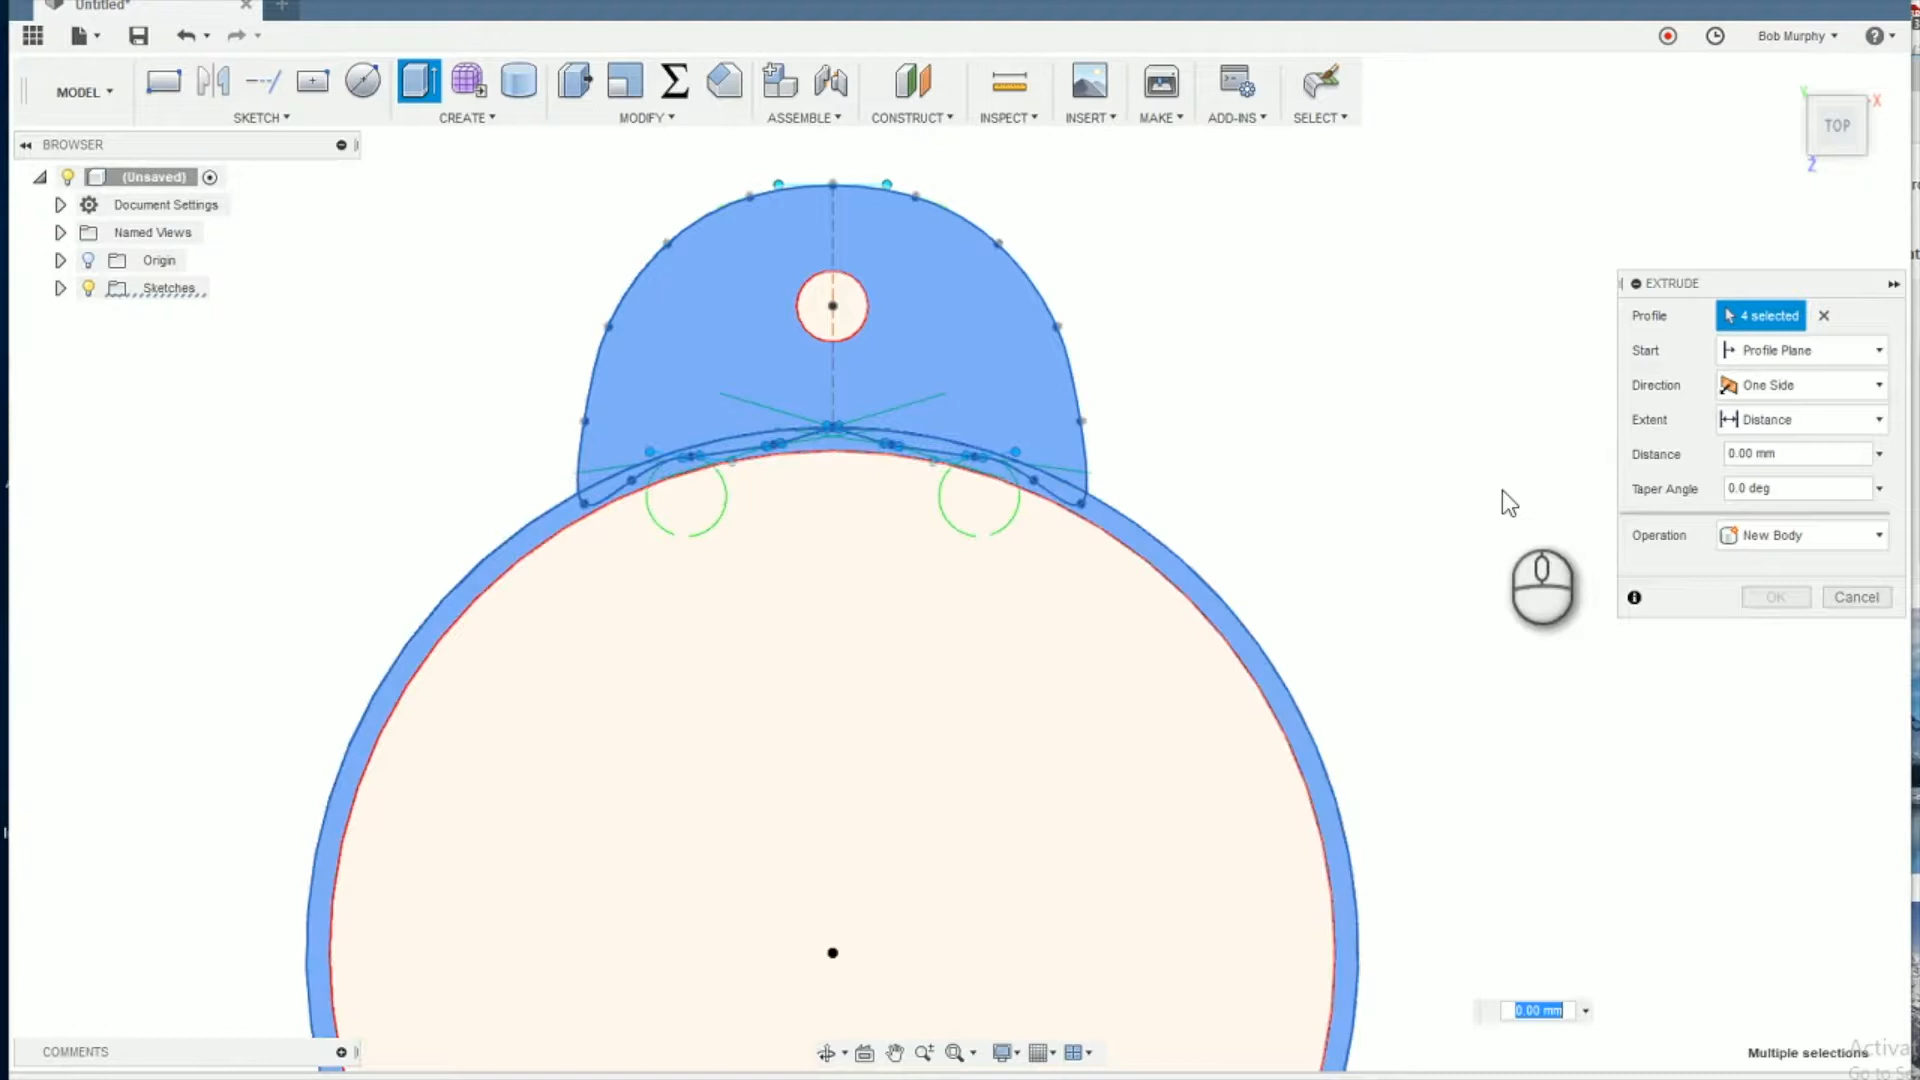 Untitled*
Bob Murphy
MODEL
SKETCH
CREATE
MODIFY
ASSEMBLE
CONSTRUCT
INSPECT
INSERT
MAKE
ADD-INS
SELECT
BROWSER
(Unsaved)
Document Settings
Named Views
Origin
Sketches
Y
X
TOP
Z
EXTRUDE
Profile 4 selected
Start Profile Plane
Direction One Side
Extent Distance
Distance 0.00 mm
Taper Angle 0.0 deg
Operation New Body
OK Cancel
0.00 mm
COMMENTS
Multiple selections